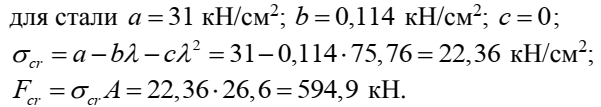 для стали a = 31 кН/см²; b = 0,114 кН/см²; c = 0;
σcr = a − bλ − cλ² = 31 − 0,114 · 75,76 = 22,36 кН/см²;
Fcr = σcr A = 22,36 · 26,6 = 594,9 кН.